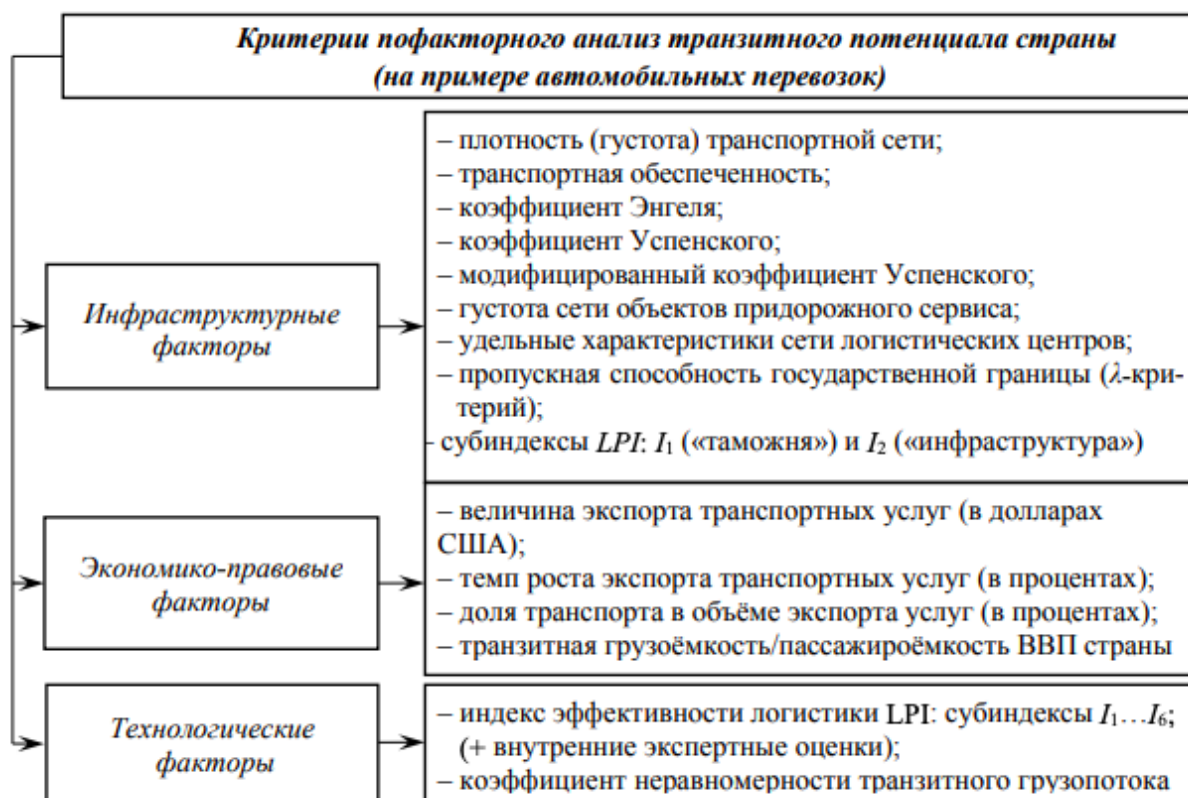 Критерии пофакторного анализ транзитного потенциала страны
(на примере автомобильных перевозок)
Инфраструктурные
факторы
– плотность (густота) транспортной сети;
– транспортная обеспеченность;
– коэффициент Энгеля;
– коэффициент Успенского;
– модифицированный коэффициент Успенского;
– густота сети объектов придорожного сервиса;
– удельные характеристики сети логистических центров;
– пропускная способность государственной границы (λ-кри-
терий);
- субиндексы LPI: I₁ («таможня») и I₂ («инфраструктура»)
Экономико-правовые
факторы
– величина экспорта транспортных услуг (в долларах
США);
– темп роста экспорта транспортных услуг (в процентах);
– доля транспорта в объёме экспорта услуг (в процентах);
– транзитная грузоёмкость/пассажироёмкость ВВП страны
Технологические
факторы
– индекс эффективности логистики LPI: субиндексы I₁…I₆;
(+ внутренние экспертные оценки);
– коэффициент неравномерности транзитного грузопотока